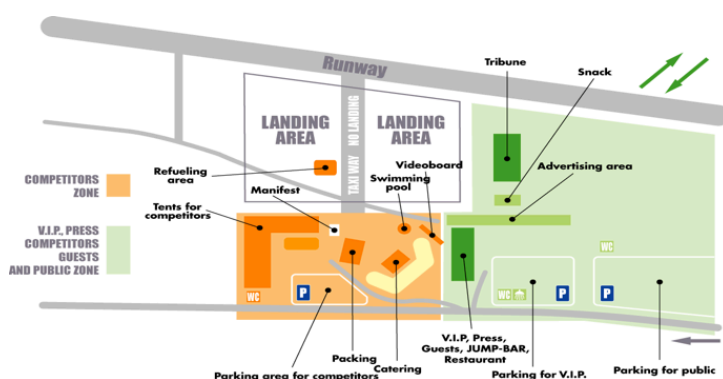 Runway
Tribune
Snack
LANDING
AREA
LANDING
AREA
TAXI WAY NO LANDING
Videoboard
Advertising area
Refueling
area
Swimming
pool
COMPETITORS
ZONE
Manifest
Tents for
competitors
V.I.P., PRESS
COMPETITORS
GUESTS
AND PUBLIC ZONE
WC
WC
P
WC
P
P
V.I.P, Press,
Guests, JUMP-BAR,
Restaurant
Packing
Catering
Parking area for competitors
Parking for V.I.P.
Parking for public